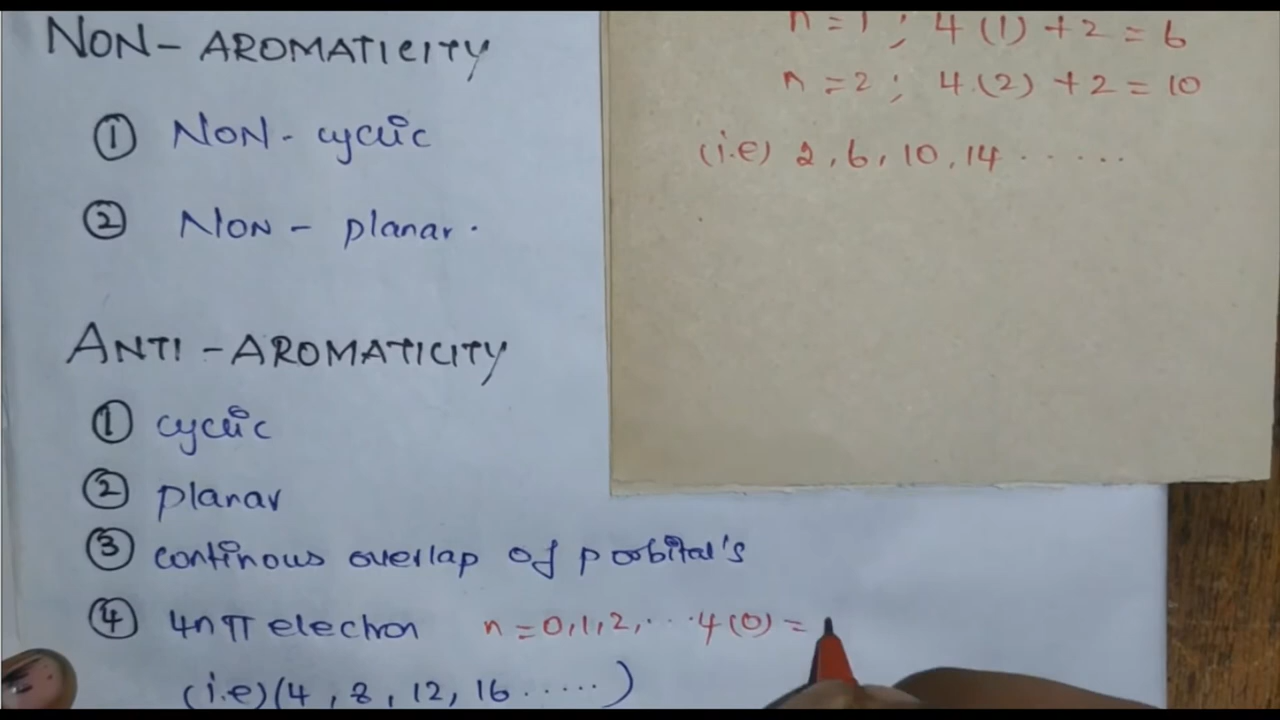 NON- AROMATICITY
① NON- cyclic
② NON - planar.
n = 1 ; 4 (1) + 2 = 6
n = 2 ; 4 (2) + 2 = 10
(i.e) 2, 6, 10, 14 ......
ANTI - AROMATICITY
① cyclic
② planar
③ continous overlap of p orbital's
④ 4n π electron n = 0,1,2, ... 4 (0) =
(i.e) (4, 8, 12, 16 ..... )